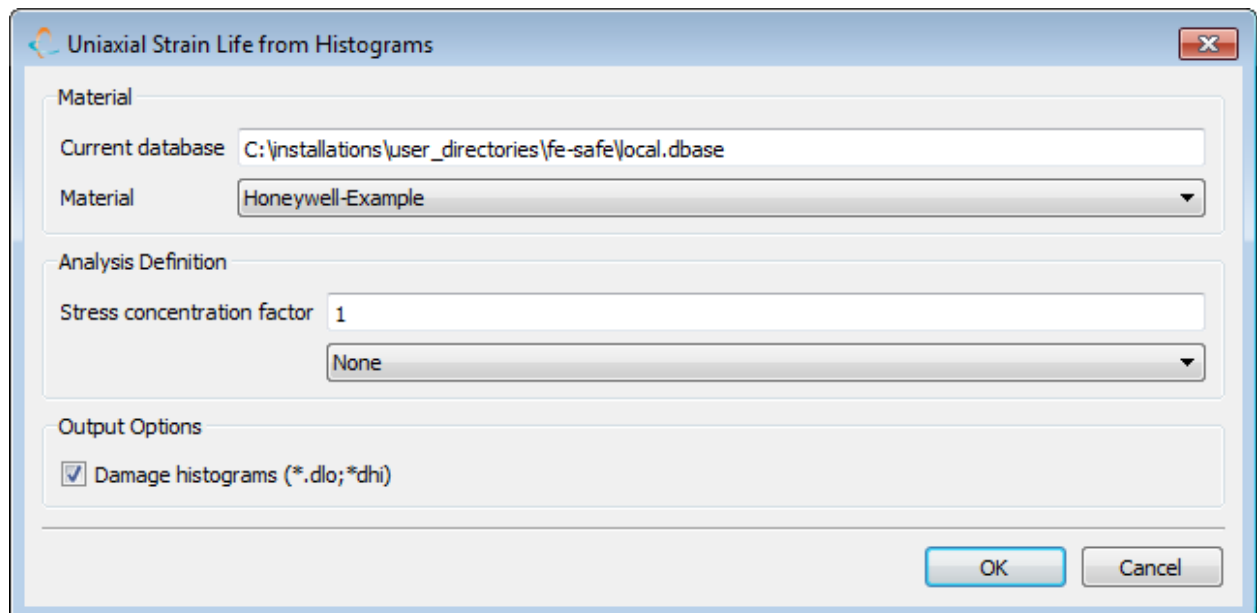 Uniaxial Strain Life from Histograms
Material
Current database C:\installations\user_directories\fe-safe\local.dbase
Material Honeywell-Example
Analysis Definition
Stress concentration factor 1
None
Output Options
Damage histograms (*.dlo;*dhi)
OK Cancel